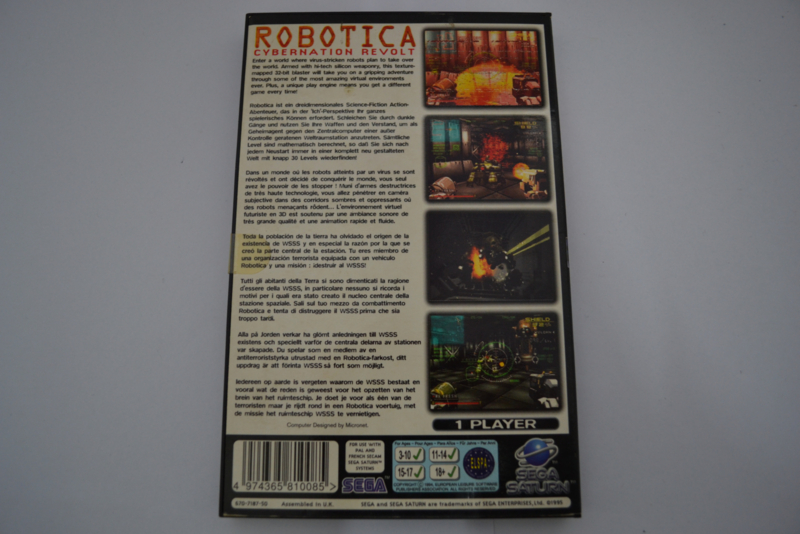 ROBOTICA
CYBERNATION REVOLT
Enter a world where virus-stricken robots plan to take over
the world. Armed with hi-tech silicon weaponry, this texture-
mapped 32-bit blaster will take you on a gripping adventure
through some of the most amazing virtual environments
ever. Plus, a unique play engine means you get a different
game every time!
Robotica ist ein dreidimensionales Science-Fiction Action-
Abenteuer, das in der 'Ich'-Perspektive Ihr ganzes
spielerisches Können erfordert. Schleichen Sie durch dunkle
Gänge und nutzen Sie Ihre Waffen und den Verstand, um als
Geheimagent gegen den Zentralcomputer einer außer
Kontrolle geratenen Weltraumstation anzutreten. Sämtliche
Level sind mathematisch berechnet, so daß Sie sich nach
jedem Neustart immer in einer komplett neu gestalteten
Welt mit knapp 30 Levels wiederfinden!
Dans un monde où les robots atteints par un virus se sont
révoltés et ont décidé de conquérir le monde, vous seul
avez le pouvoir de les stopper ! Muni d'armes destructrices
de très haute technologie, vous allez pénétrer en caméra
subjective dans des corridors sombres et oppressants où
des robots menaçants rôdent... L'environnement virtuel
futuriste en 3D est soutenu par une ambiance sonore de
très grande qualité et une animation rapide et fluide.
Toda la población de la tierra ha olvidado el origen de la
existencia de WSSS y en especial la razón por la que se
creó la parte central de la estación. Tu eres miembro de
una organización terrorista equipada con un vehículo
Robotica y una misión : ¡destruir al WSSS!
Tutti gli abitanti della Terra si sono dimenticati la ragione
d'essere della WSSS, in particolare nessuno si ricorda i
motivi per i quali era stato creato il nucleo centrale della
stazione spaziale. Sali sul tuo mezzo da combattimento
Robotica e tenta di distruggere il WSSS prima che sia
troppo tardi.
Alla på Jorden verkar ha glömt anledningen till WSSS
existens och speciellt varför de centrala delarna av stationen
var skapade. Du spelar som en medlem av en
antiterroriststyrka utrustad med en Robotica-farkost, ditt
uppdrag är att förinta WSSS så fort som möjligt.
Iedereen op aarde is vergeten waarom de WSSS bestaat en
vooral wat de reden is geweest voor het opzetten van het
brein van het ruimteschip. Je doet je voor als één van de
terroristen maar je rijdt rond in een Robotica voertuig, met
de missie het ruimteschip WSSS te vernietigen.
Computer Designed by Micronet.
SHIELD
SHIELD
1 PLAYER
4 974365 810085 >
670-7187-50
Assembled in U.K.
FOR USE WITH
PAL AND
FRENCH SECAM
SEGA SATURN™
SYSTEMS
SEGA
3-10 11-14
15-17 18+
ELSPA
SEGA SATURN
SEGA and SEGA SATURN are trademarks of SEGA ENTERPRISES, Ltd. ©1995